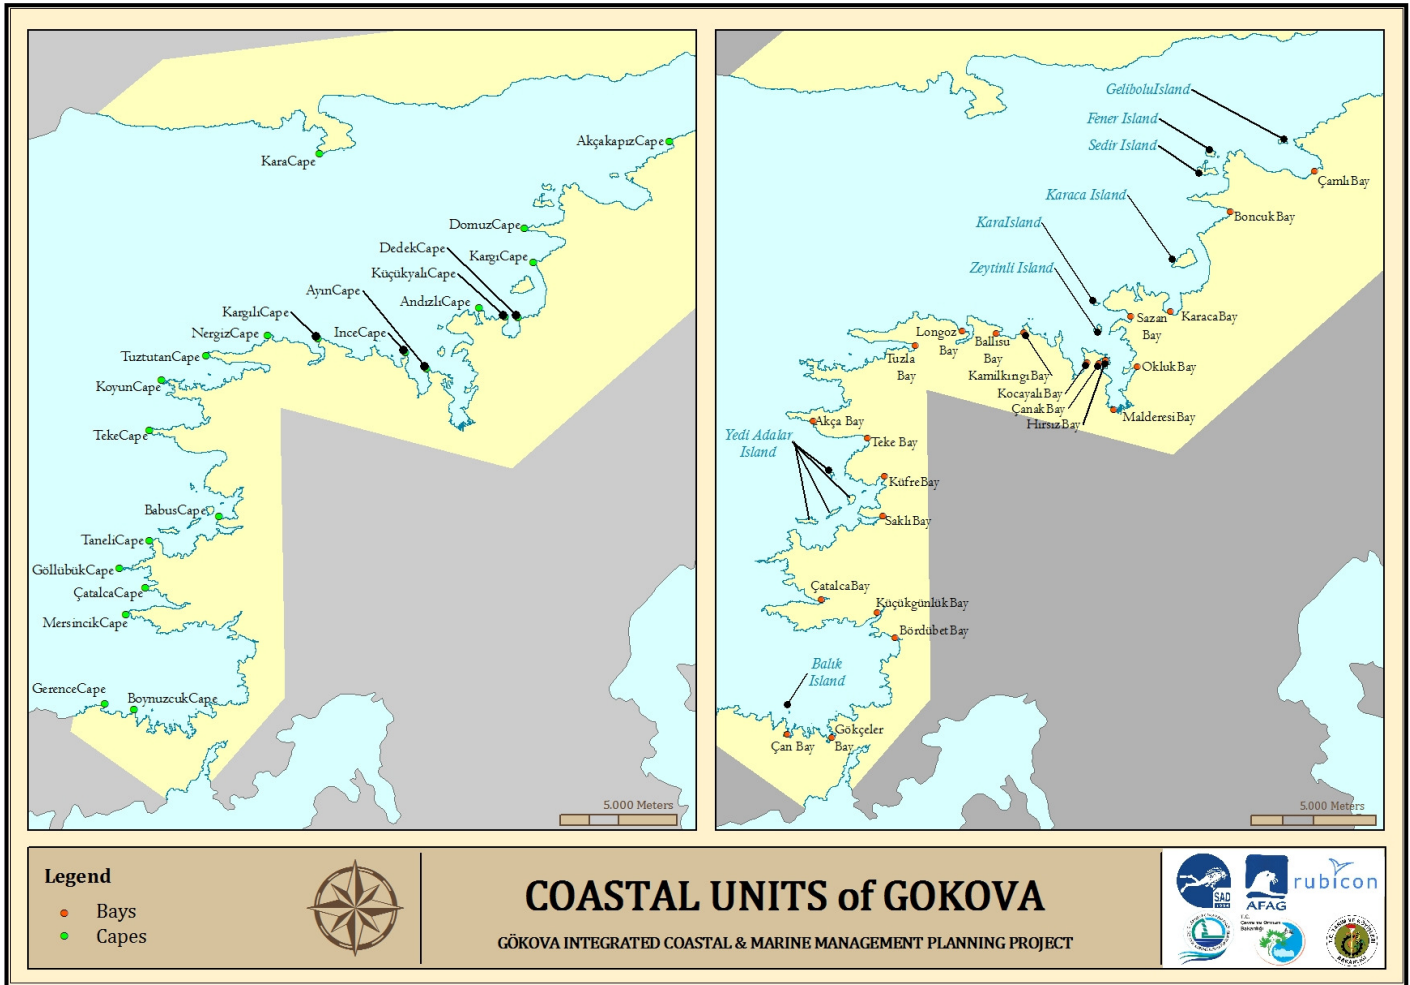 KaraCape
AkçakapızCape
DomuzCape
DedekCape
KargıCape
KüçükyalıCape
AyınCape
AndızlıCape
KargılıCape
İnceCape
NergizCape
TuztutanCape
KoyunCape
TekeCape
BabusCape
TaneliCape
GöllübükCape
ÇatalcaCape
MersincikCape
GerenceCape
BoynuzcukCape
5.000 Meters
GeliboluIsland
Fener Island
Sedir Island
ÇamlıBay
Karaca Island
BoncukBay
KaraIsland
Zeytinli Island
Sazan
Bay
KaracaBay
Longoz
Bay
Ballısu
Bay
Tuzla
Bay
KamilkırıgıBay
KocayalıBay
ÇanakBay
HırsızBay
OklukBay
MalderesiBay
Akça Bay
Teke Bay
Yedi Adalar
Island
KüfreBay
SaklıBay
ÇatalcaBay
KüçükgünlükBay
BördübetBay
Balık
Island
Çan Bay
Gökçeler
Bay
5.000 Meters
Legend
Bays
Capes
COASTAL UNITS of GOKOVA
GÖKOVA INTEGRATED COASTAL & MARINE MANAGEMENT PLANNING PROJECT
SAD
AFAG
rubicon
T.C.